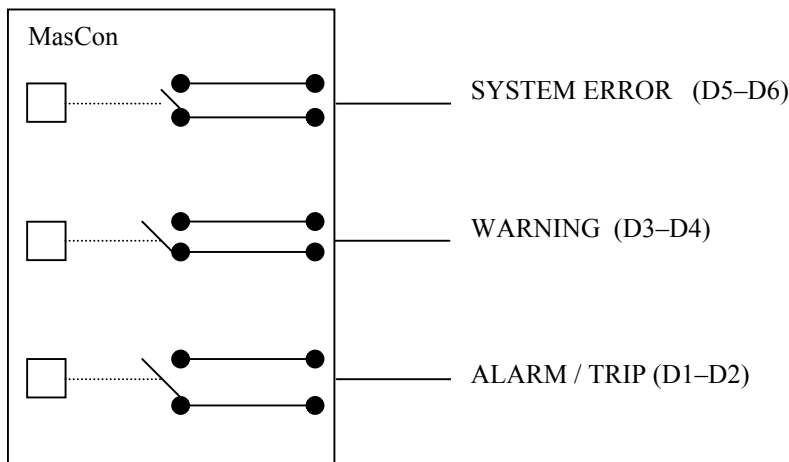 MasCon
SYSTEM ERROR (D5–D6)
WARNING (D3–D4)
ALARM / TRIP (D1–D2)